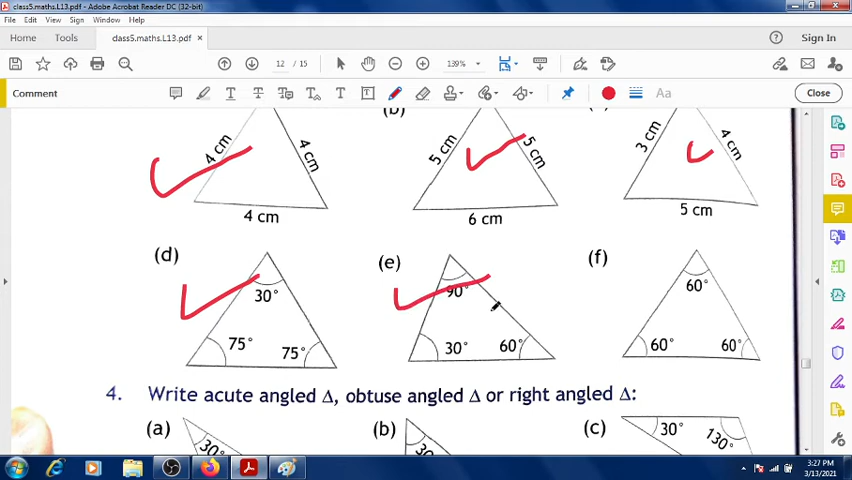 class5.maths.L13.pdf - Adobe Acrobat Reader DC (32-bit)
File Edit View Sign Window Help
Home Tools class5.maths.L13.pdf × Sign In
12 / 15 139%
Comment Close
(b)
4 cm 4 cm 5 cm 5 cm 3 cm 4 cm
4 cm 6 cm 5 cm
(d) (e) (f)
30° 90° 60°
75° 75° 30° 60° 60° 60°
4. Write acute angled Δ, obtuse angled Δ or right angled Δ:
(a) (b) (c)
30° 30° 30° 130°
3:27 PM
3/13/2021